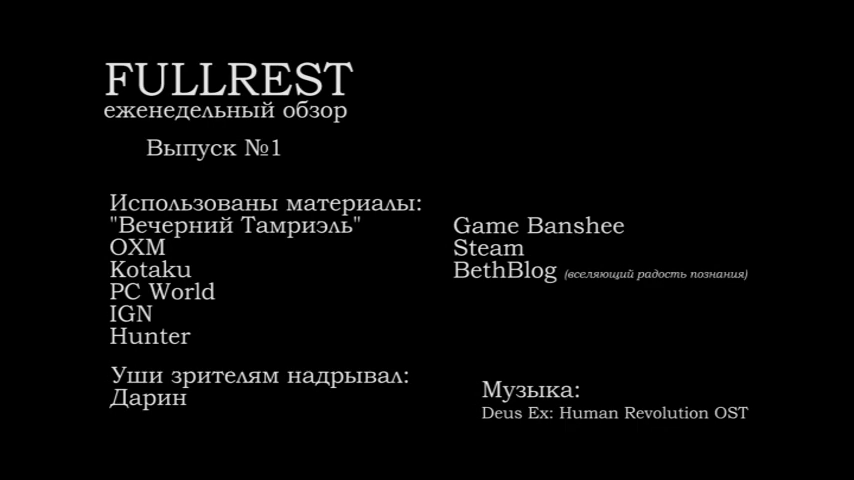 FULLREST
еженедельный обзор
Выпуск №1
Использованы материалы:
"Вечерний Тамриэль"
OXM
Kotaku
PC World
IGN
Hunter
Game Banshee
Steam
BethBlog (вселяющий радость познания)
Уши зрителям надрывал:
Дарин
Музыка:
Deus Ex: Human Revolution OST